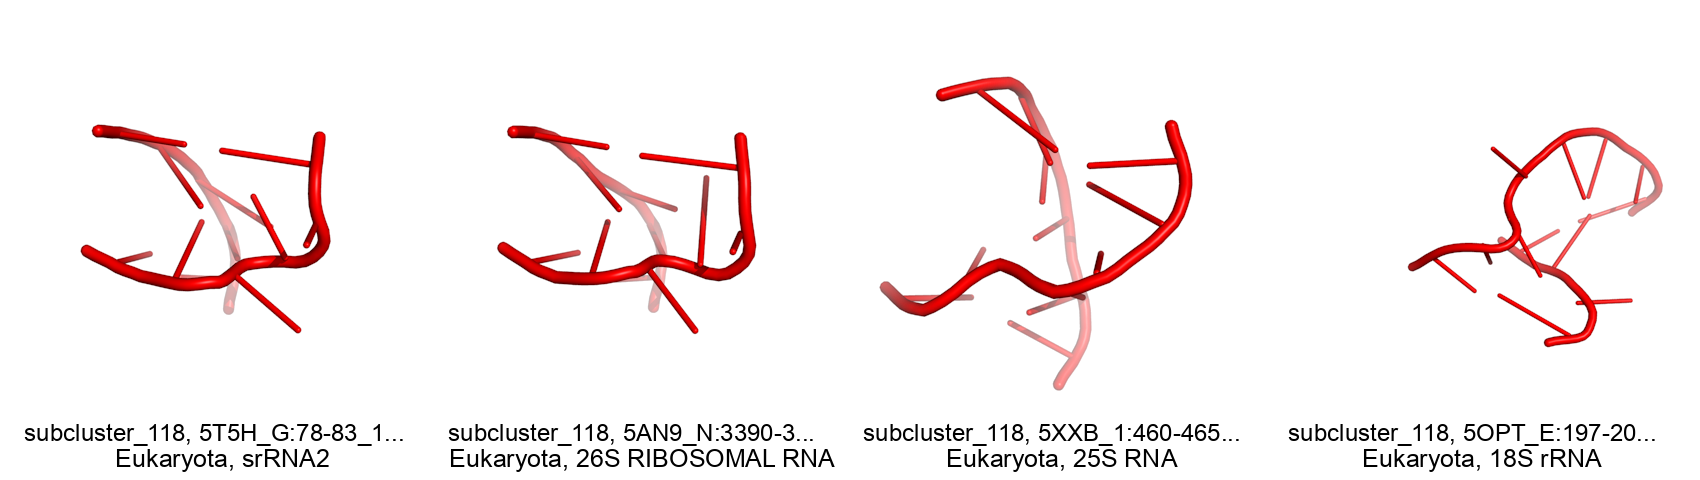 subcluster_118, 5T5H_G:78-83_1...
Eukaryota, srRNA2
subcluster_118, 5AN9_N:3390-3...
Eukaryota, 26S RIBOSOMAL RNA
subcluster_118, 5XXB_1:460-465...
Eukaryota, 25S RNA
subcluster_118, 5OPT_E:197-20...
Eukaryota, 18S rRNA